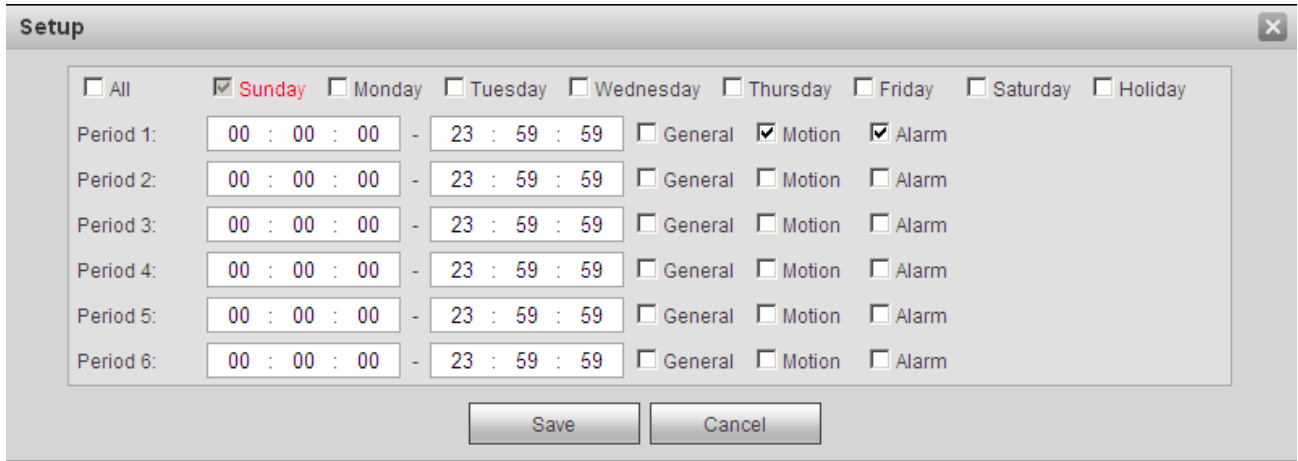 Setup
All Sunday Monday Tuesday Wednesday Thursday Friday Saturday Holiday
Period 1: 00 : 00 : 00 - 23 : 59 : 59 General Motion Alarm
Period 2: 00 : 00 : 00 - 23 : 59 : 59 General Motion Alarm
Period 3: 00 : 00 : 00 - 23 : 59 : 59 General Motion Alarm
Period 4: 00 : 00 : 00 - 23 : 59 : 59 General Motion Alarm
Period 5: 00 : 00 : 00 - 23 : 59 : 59 General Motion Alarm
Period 6: 00 : 00 : 00 - 23 : 59 : 59 General Motion Alarm
Save Cancel